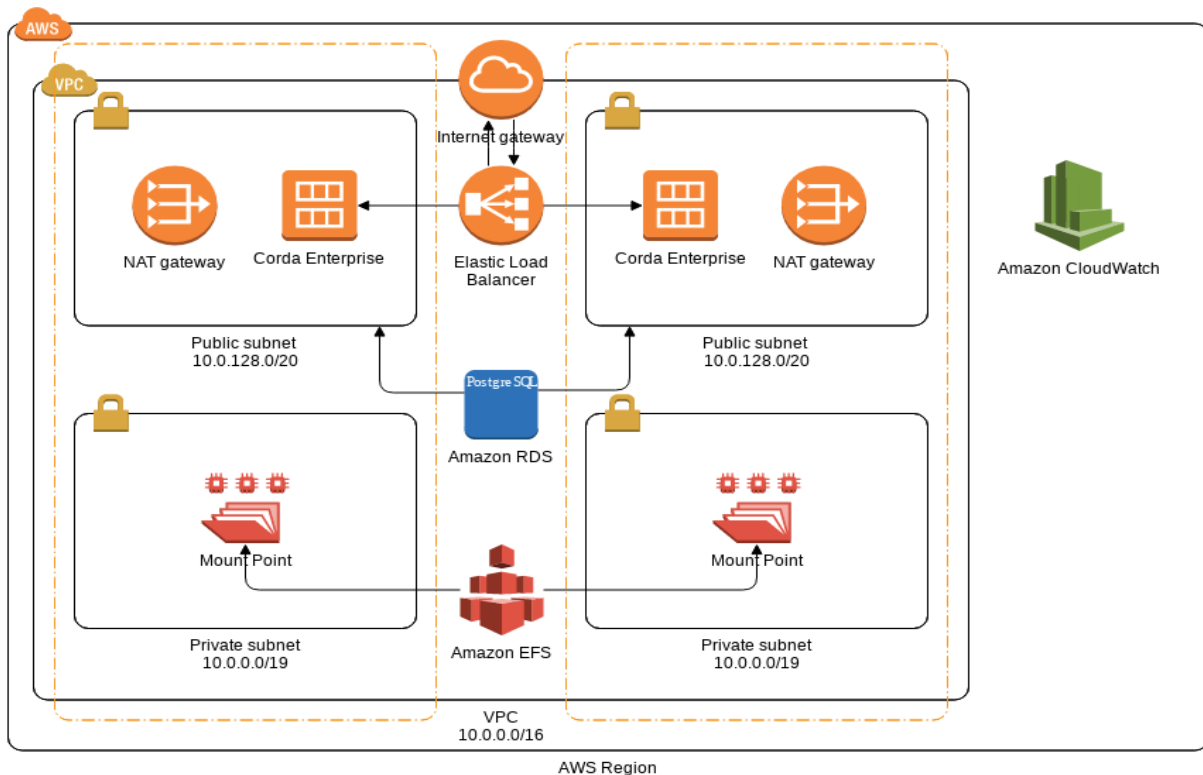 AWS
VPC
Internet gateway
NAT gateway
Corda Enterprise
Elastic Load
Balancer
Corda Enterprise
NAT gateway
Amazon CloudWatch
Public subnet
10.0.128.0/20
Public subnet
10.0.128.0/20
PostgreSQL
Amazon RDS
Mount Point
Mount Point
Amazon EFS
Private subnet
10.0.0.0/19
Private subnet
10.0.0.0/19
VPC
10.0.0.0/16
AWS Region